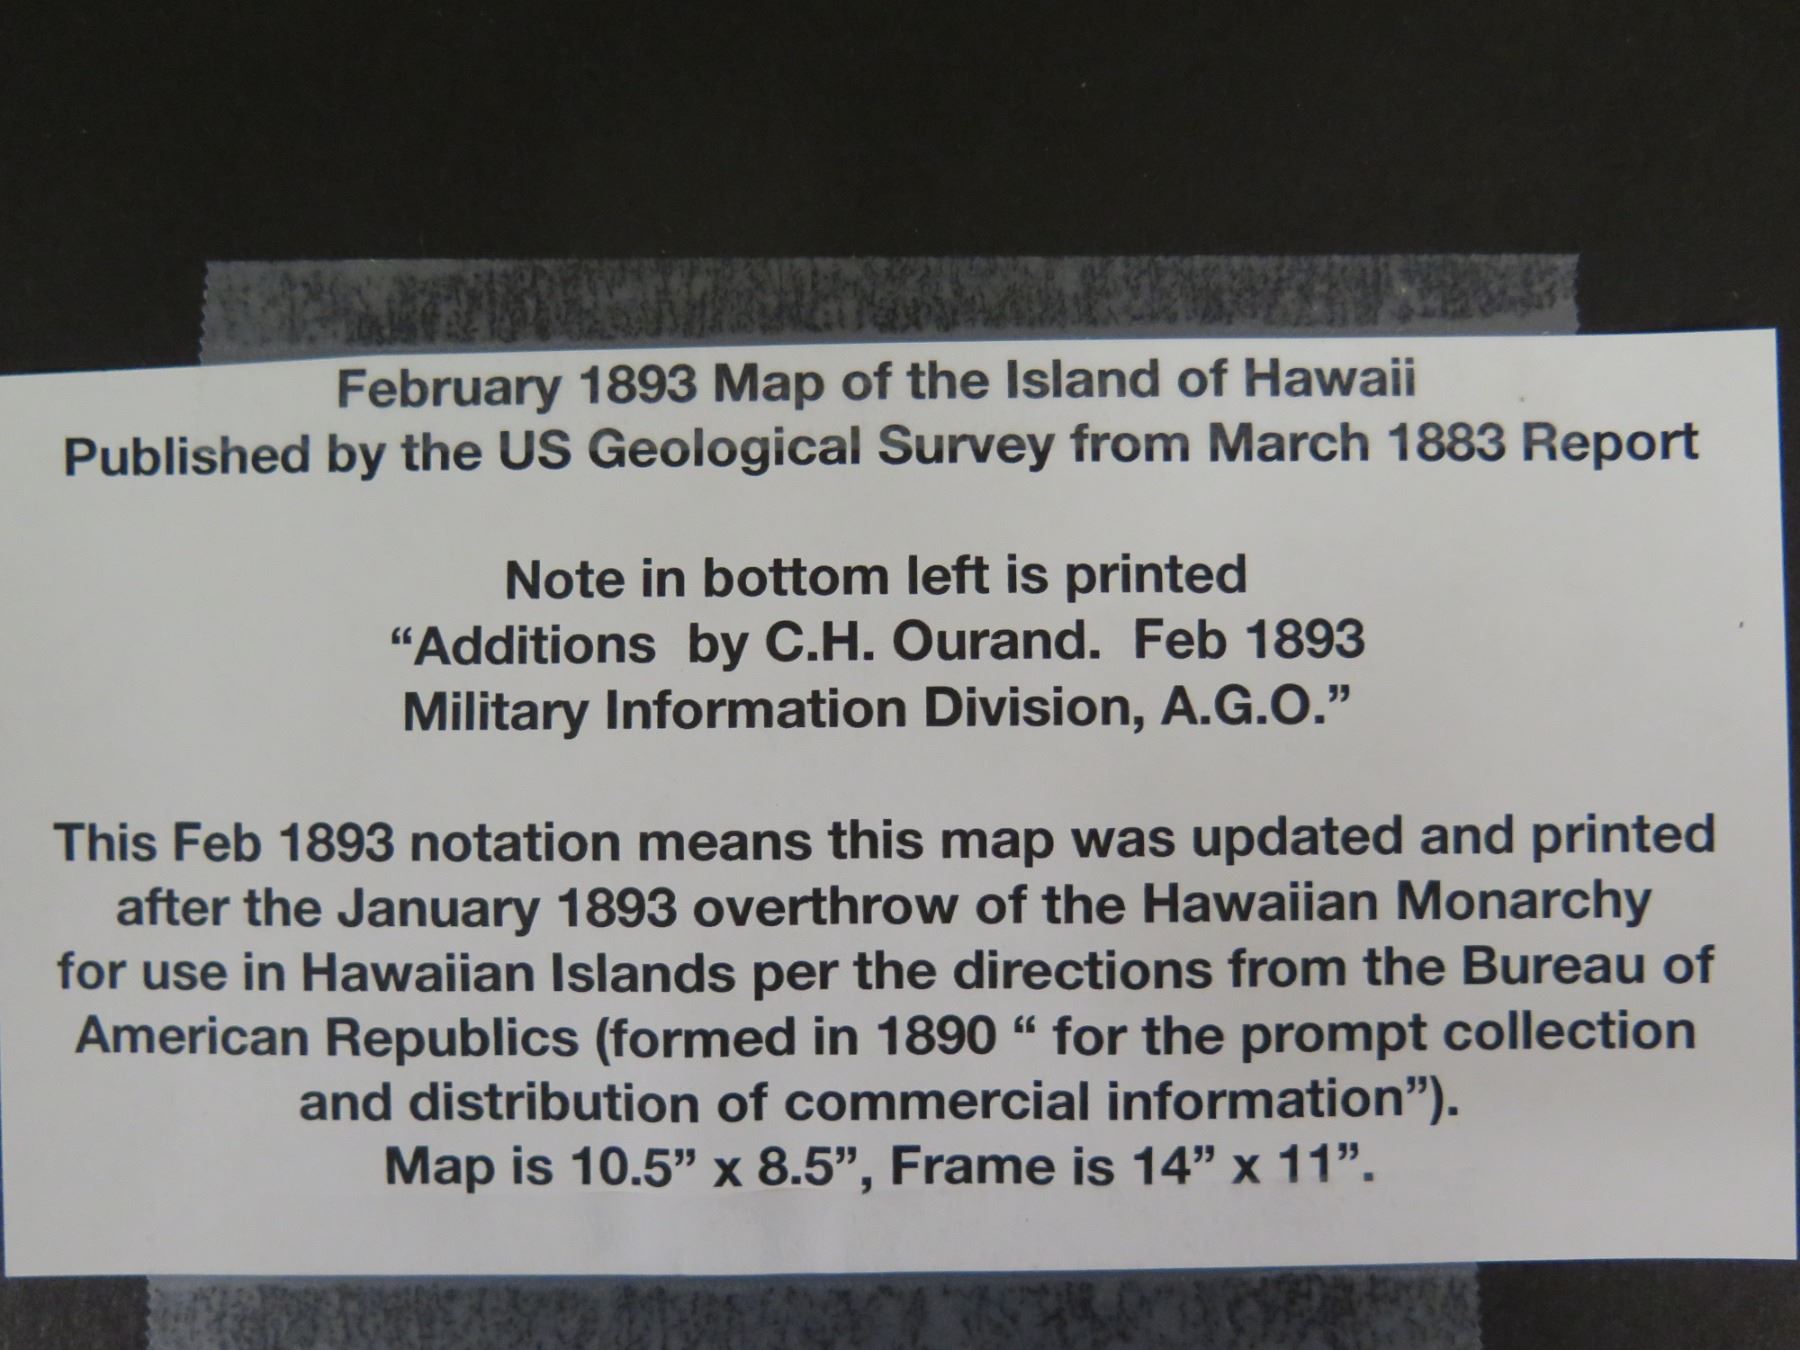 February 1893 Map of the Island of Hawaii
Published by the US Geological Survey from March 1883 Report
Note in bottom left is printed
“Additions  by C.H. Ourand.  Feb 1893
Military Information Division, A.G.O.”
This Feb 1893 notation means this map was updated and printed
after the January 1893 overthrow of the Hawaiian Monarchy
for use in Hawaiian Islands per the directions from the Bureau of
American Republics (formed in 1890 “ for the prompt collection
and distribution of commercial information”).
Map is 10.5” x 8.5”, Frame is 14” x 11”.